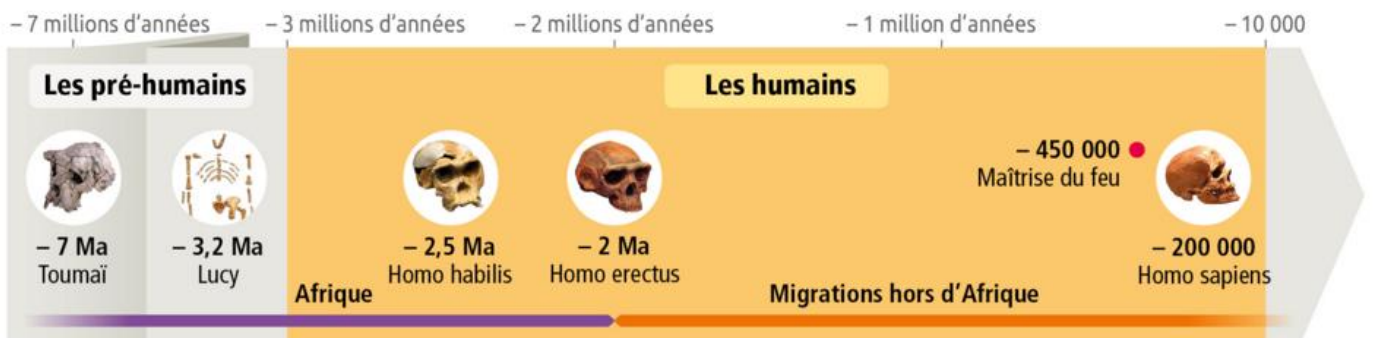 – 7 millions d'années
– 3 millions d'années
– 2 millions d'années
– 1 million d'années
– 10 000
Les pré-humains
Les humains
– 7 Ma
Toumaï
– 3,2 Ma
Lucy
– 2,5 Ma
Homo habilis
– 2 Ma
Homo erectus
– 450 000
Maîtrise du feu
– 200 000
Homo sapiens
Afrique
Migrations hors d'Afrique